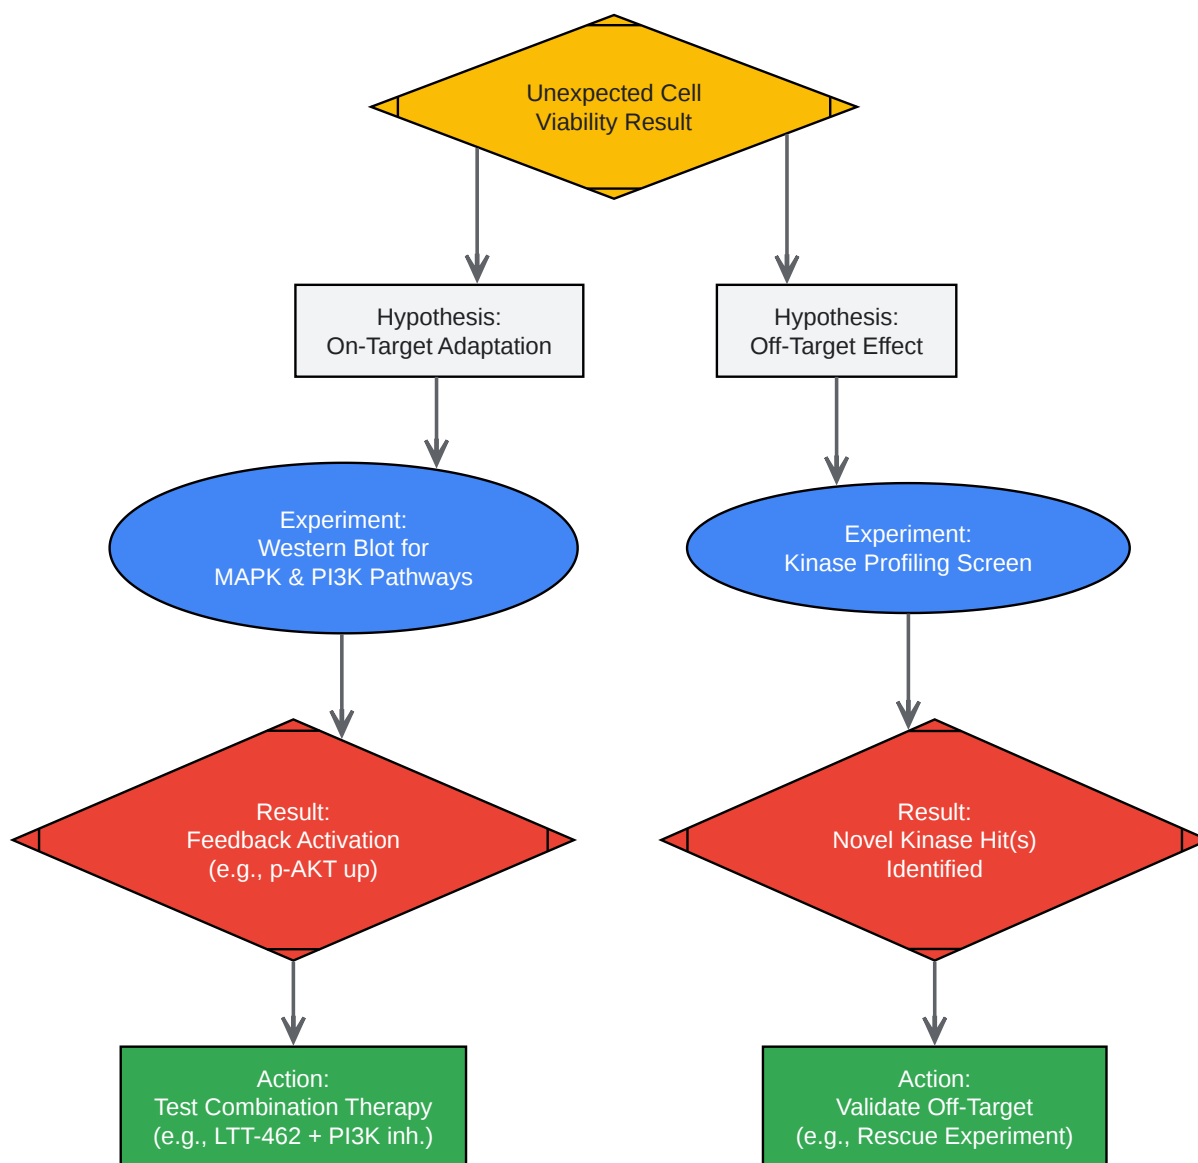 Unexpected Cell
Viability Result
Hypothesis:
On-Target Adaptation
Hypothesis:
Off-Target Effect
Experiment:
Western Blot for
MAPK & PI3K Pathways
Experiment:
Kinase Profiling Screen
Result:
Feedback Activation
(e.g., p-AKT up)
Result:
Novel Kinase Hit(s)
Identified
Action:
Test Combination Therapy
(e.g., LTT-462 + PI3K inh.)
Action:
Validate Off-Target
(e.g., Rescue Experiment)